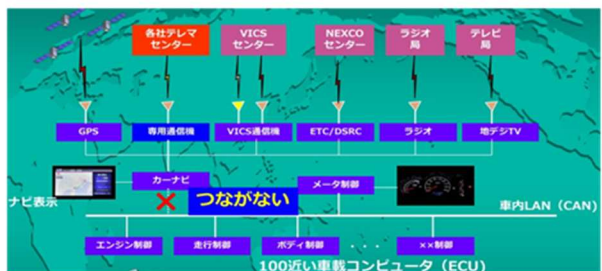 各社テレマ
センター
VICS
センター
NEXCO
センター
ラジオ
局
テレビ
局
GPS
専用通信機
VICS通信機
ETC/DSRC
ラジオ
地デジTV
カーナビ
メータ制御
ナビ表示
つながない
車内LAN（CAN）
エンジン制御
走行制御
ボディ制御
・・・
××制御
100近い車載コンピュータ（ECU）